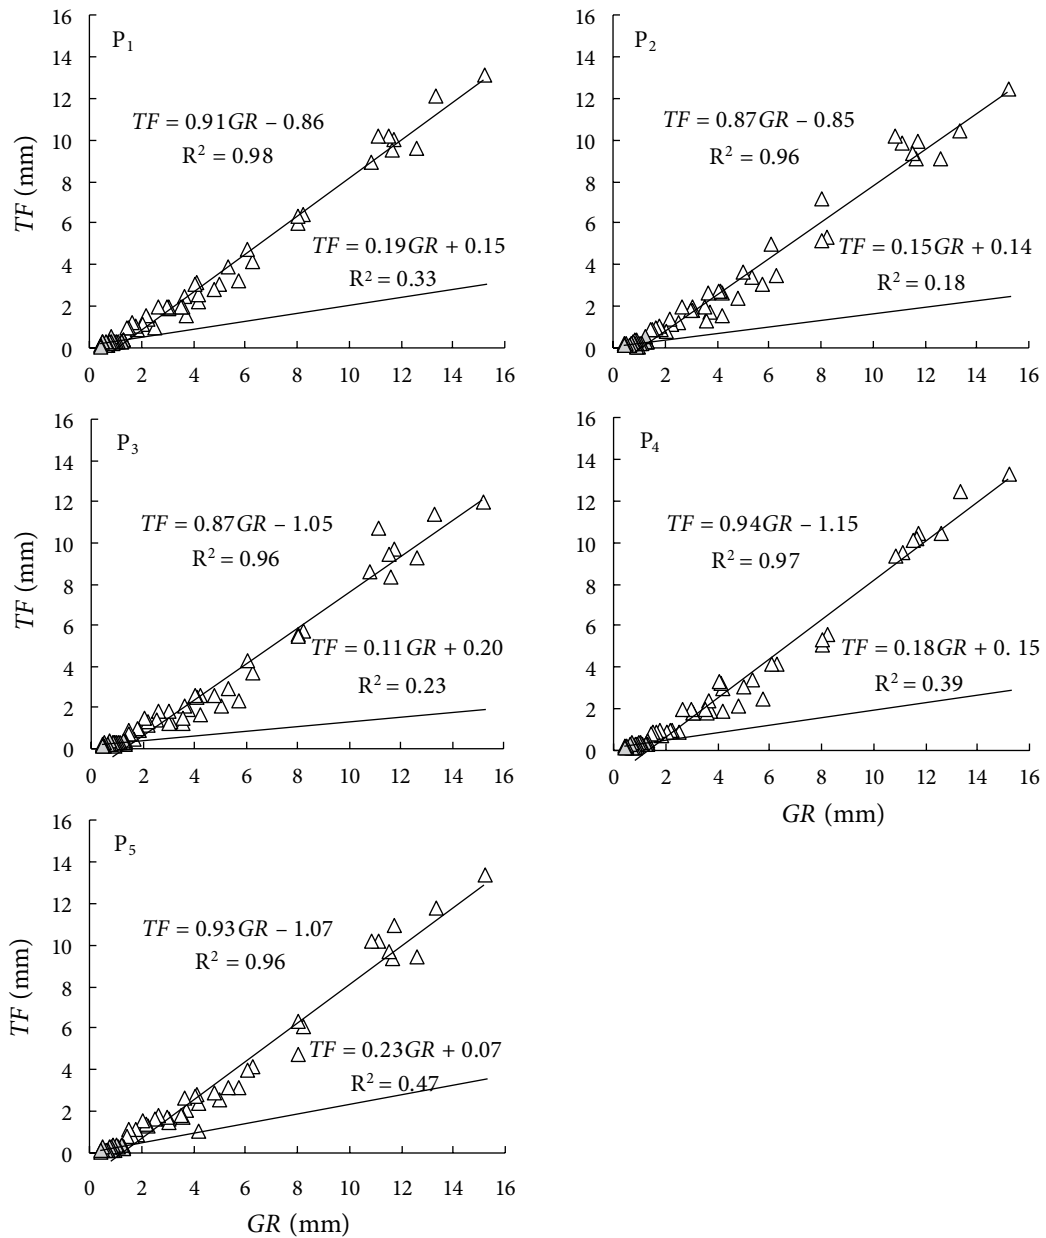 P1
TF (mm)
16
14
12
10
8
6
4
2
0
TF = 0.91GR – 0.86
R² = 0.98
TF = 0.19GR + 0.15
R² = 0.33
0 2 4 6 8 10 12 14 16
P2
16
14
12
10
8
6
4
2
0
TF = 0.87GR – 0.85
R² = 0.96
TF = 0.15GR + 0.14
R² = 0.18
0 2 4 6 8 10 12 14 16
P3
TF (mm)
16
14
12
10
8
6
4
2
0
TF = 0.87GR – 1.05
R² = 0.96
TF = 0.11GR + 0.20
R² = 0.23
0 2 4 6 8 10 12 14 16
P4
16
14
12
10
8
6
4
2
0
TF = 0.94GR – 1.15
R² = 0.97
TF = 0.18GR + 0. 15
R² = 0.39
0 2 4 6 8 10 12 14 16
GR (mm)
P5
TF (mm)
16
14
12
10
8
6
4
2
0
TF = 0.93GR – 1.07
R² = 0.96
TF = 0.23GR + 0.07
R² = 0.47
0 2 4 6 8 10 12 14 16
GR (mm)